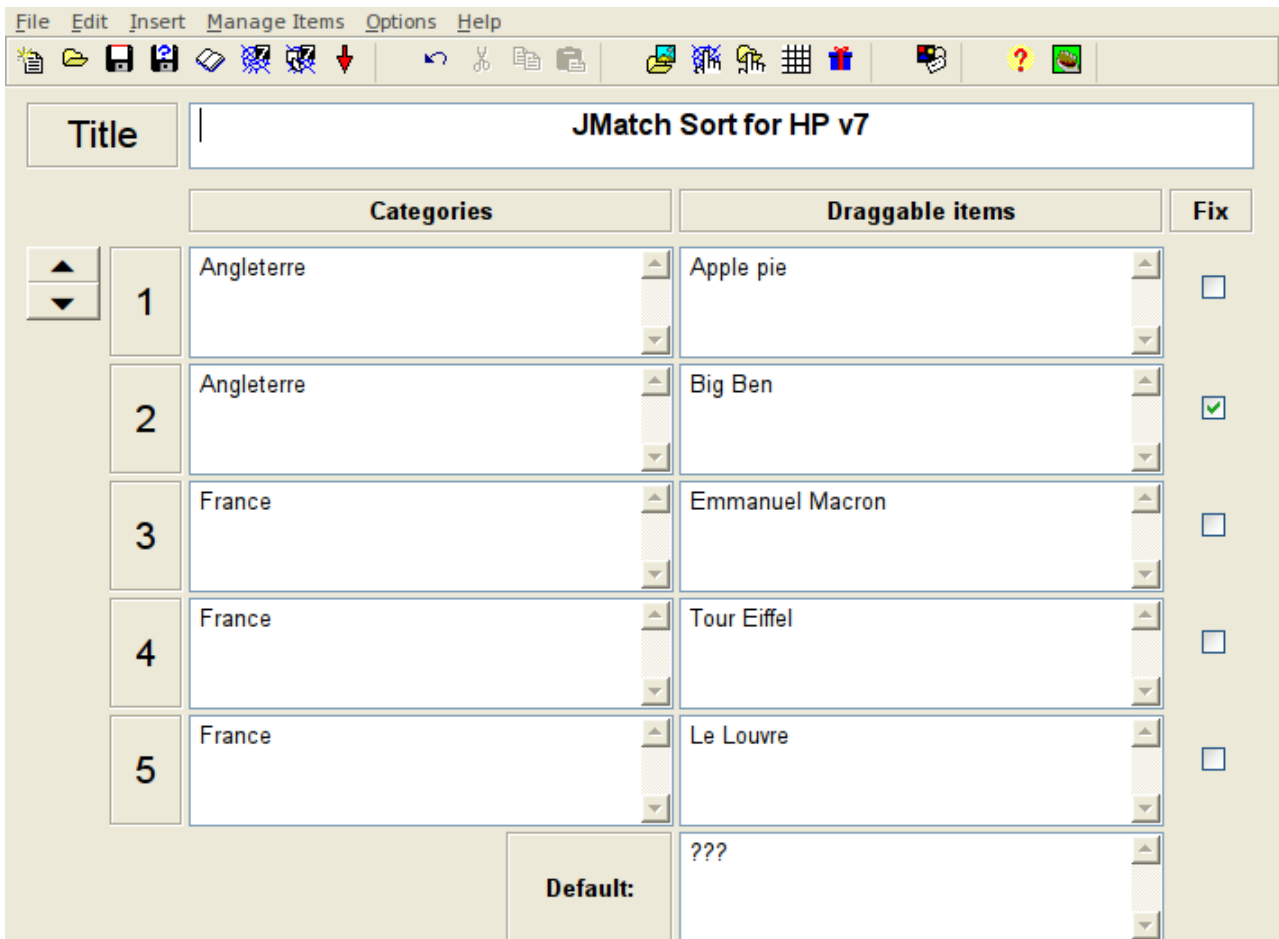 File Edit Insert Manage Items Options Help
Title
JMatch Sort for HP v7
Categories Draggable items Fix
1 Angleterre Apple pie
2 Angleterre Big Ben
3 France Emmanuel Macron
4 France Tour Eiffel
5 France Le Louvre
Default: ???